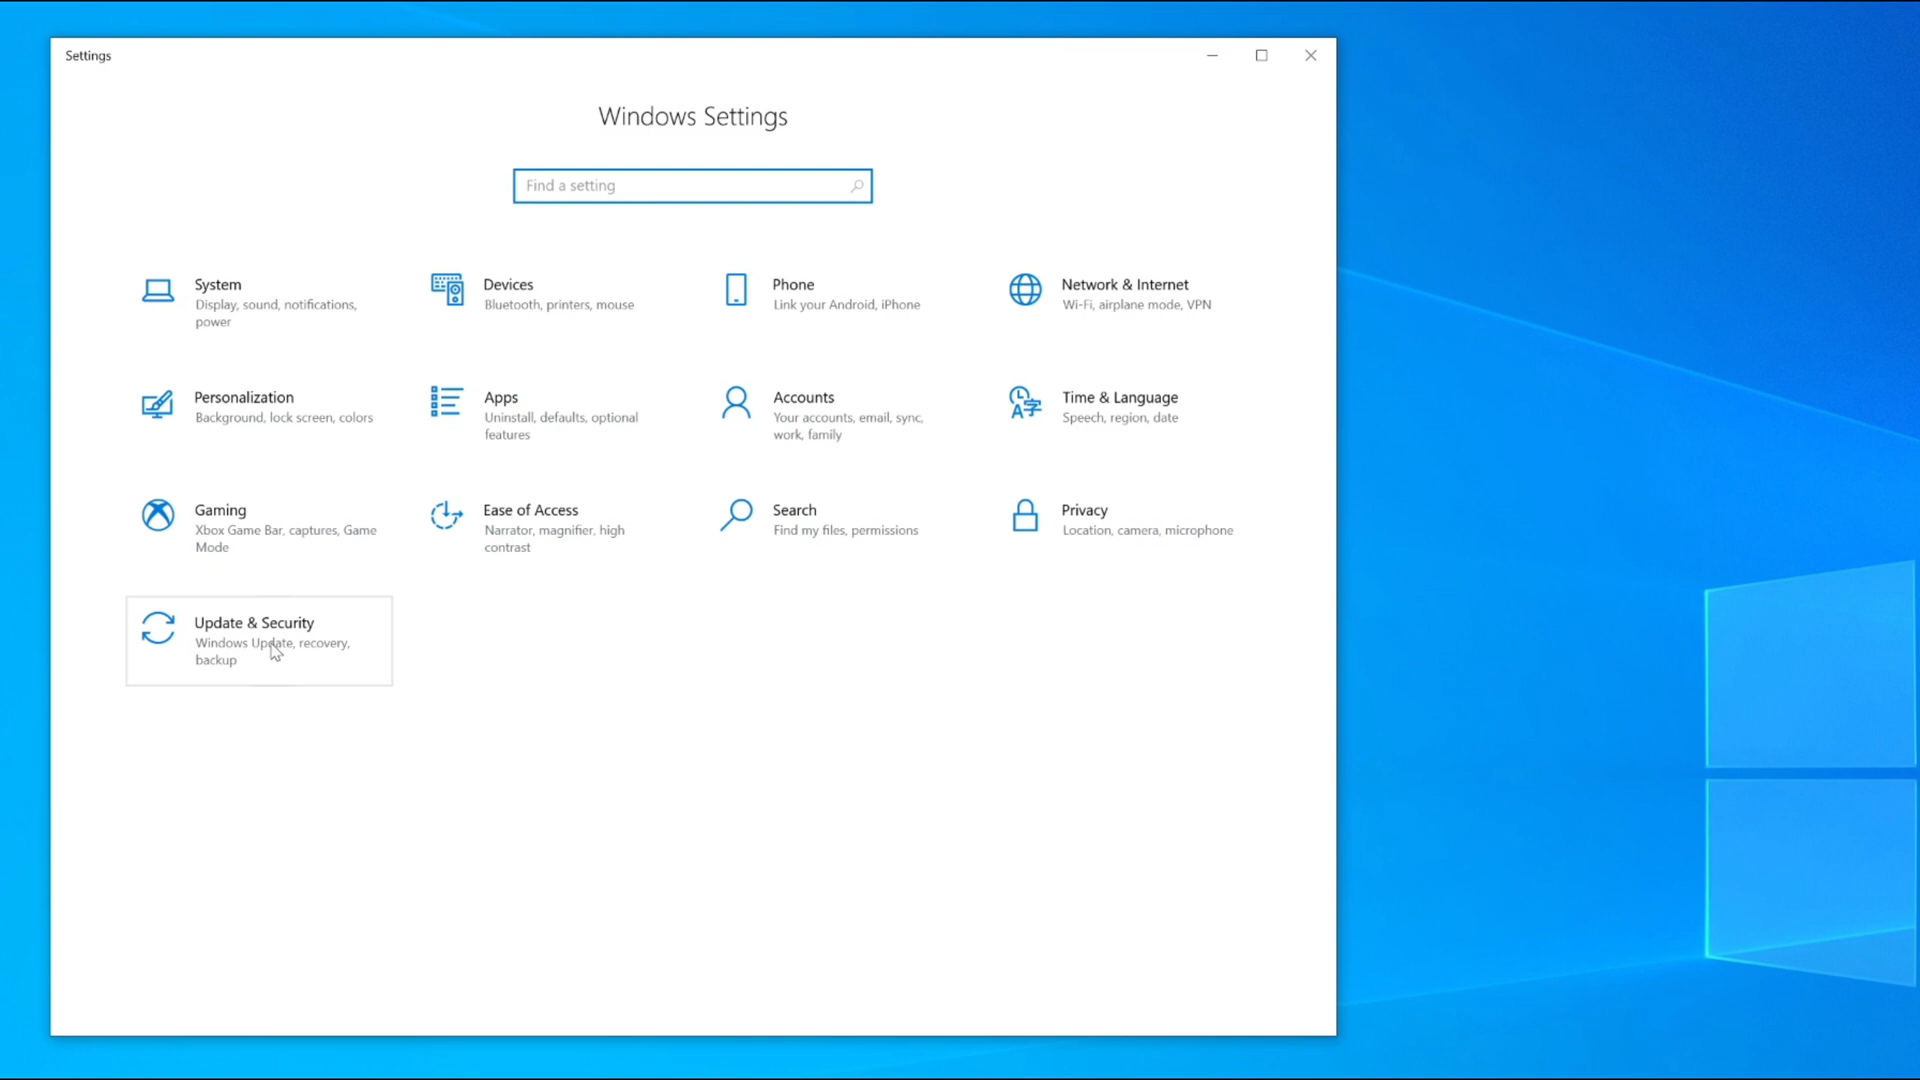 Settings
Windows Settings
Find a setting
System
Display, sound, notifications,
power
Devices
Bluetooth, printers, mouse
Phone
Link your Android, iPhone
Network & Internet
Wi-Fi, airplane mode, VPN
Personalization
Background, lock screen, colors
Apps
Uninstall, defaults, optional
features
Accounts
Your accounts, email, sync,
work, family
Time & Language
Speech, region, date
Gaming
Xbox Game Bar, captures, Game
Mode
Ease of Access
Narrator, magnifier, high
contrast
Search
Find my files, permissions
Privacy
Location, camera, microphone
Update & Security
Windows Update, recovery,
backup